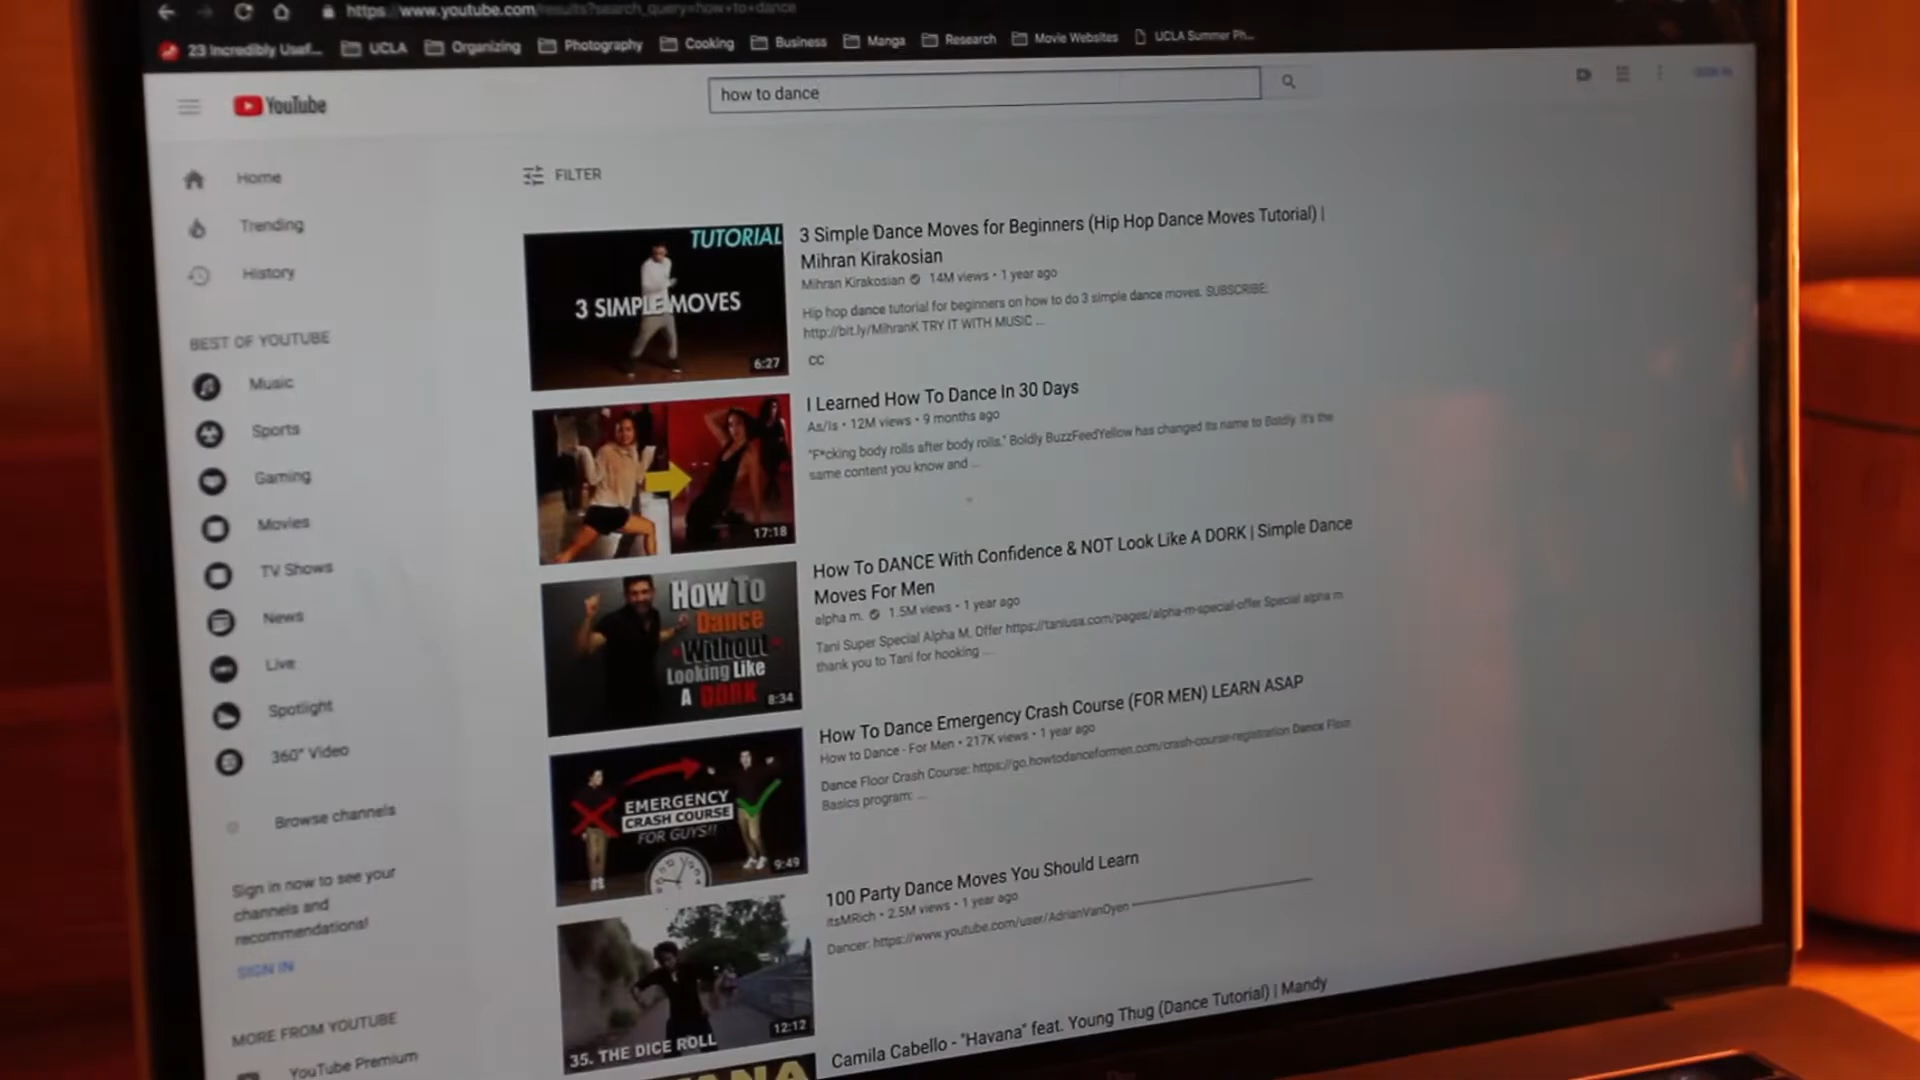 https://www.youtube.com/results?search_query=how+to+dance
23 Incredibly Usef... UCLA Organizing Photography Cooking Business Manga Research Movie Websites UCLA Summer Ph...
YouTube
how to dance
SIGN IN
Home
Trending
History
BEST OF YOUTUBE
Music
Sports
Gaming
Movies
TV Shows
News
Live
Spotlight
360° Video
Browse channels
Sign in now to see your
channels and
recommendations!
SIGN IN
MORE FROM YOUTUBE
YouTube Premium
FILTER
TUTORIAL
3 SIMPLE MOVES
6:27
3 Simple Dance Moves for Beginners (Hip Hop Dance Moves Tutorial) |
Mihran Kirakosian
Mihran Kirakosian 14M views • 1 year ago
Hip hop dance tutorial for beginners on how to do 3 simple dance moves. SUBSCRIBE:
http://bit.ly/MihranK TRY IT WITH MUSIC ...
CC
17:18
I Learned How To Dance In 30 Days
As/Is • 12M views • 9 months ago
"F*cking body rolls after body rolls." Boldly BuzzFeedYellow has changed its name to Boldly. It's the
same content you know and ...
How To
Dance
Without
Looking Like
A DORK
8:34
How To DANCE With Confidence & NOT Look Like A DORK | Simple Dance
Moves For Men
alpha m. 1.5M views • 1 year ago
Tani Super Special Alpha M. Offer https://taniusa.com/pages/alpha-m-special-offer Special alpha m
thank you to Tani for hooking ...
EMERGENCY
CRASH COURSE
FOR GUYS!!
9:49
How To Dance Emergency Crash Course (FOR MEN) LEARN ASAP
How to Dance - For Men • 217K views • 1 year ago
Dance Floor Crash Course: https://go.howtodanceformen.com/crash-course-registration Dance Floor
Basics program: ...
35. THE DICE ROLL
12:12
100 Party Dance Moves You Should Learn
itsMRich • 2.5M views • 1 year ago
Dancer: https://www.youtube.com/user/AdrianVanOyen
Camila Cabello - "Havana" feat. Young Thug (Dance Tutorial) | Mandy